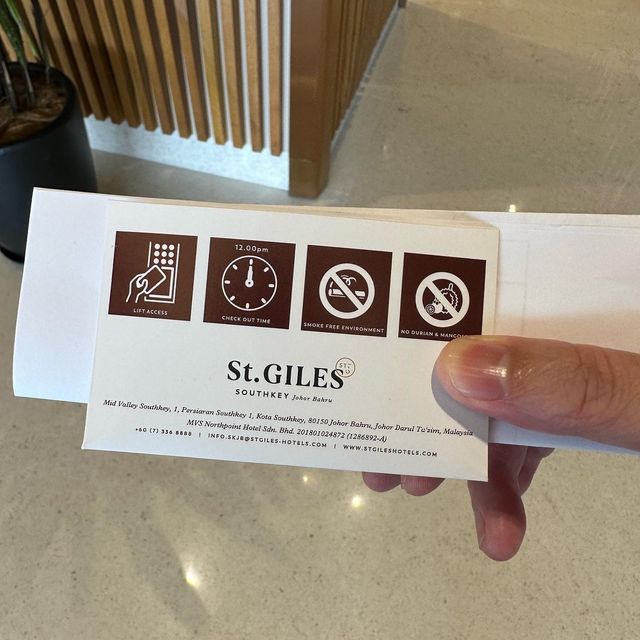 12.00pm
LIFT ACCESS
CHECK OUT TIME
SMOKE FREE ENVIRONMENT
NO DURIAN &
St.GILES
SOUTHKEY Johor Bahru
Mid Valley Southkey, 1, Persiaran Southkey 1, Kota Southkey, 80150 Johor Bahru, Johor Darul Ta'zim, Malaysia
MVS Northpoint Hotel Sdn. Bhd. 201801024872 (1286892-A)
+60 (7) 336 8888 | INFO.SKJB@STGILES-HOTELS.COM | WWW.STGILESHOTELS.COM